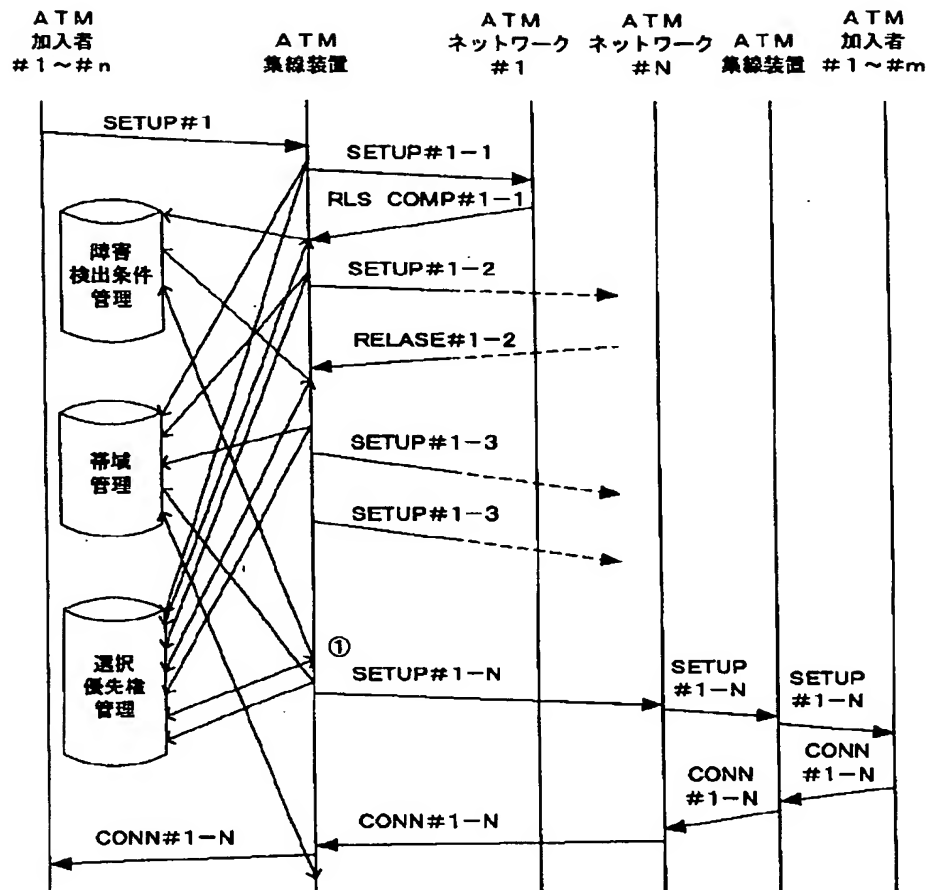 ATM
加入者
#1～#n
ATM
集線装置
ATM
ネットワーク
#1
ATM
ネットワーク
#N
ATM
集線装置
ATM
加入者
#1～#m
SETUP#1
SETUP#1-1
RLS COMP#1-1
障害
検出条件
管理
SETUP#1-2
RELASE#1-2
帯域
管理
SETUP#1-3
SETUP#1-3
選択
優先権
管理
①
SETUP#1-N
SETUP
#1-N
SETUP
#1-N
CONN
#1-N
CONN
#1-N
CONN#1-N
CONN#1-N